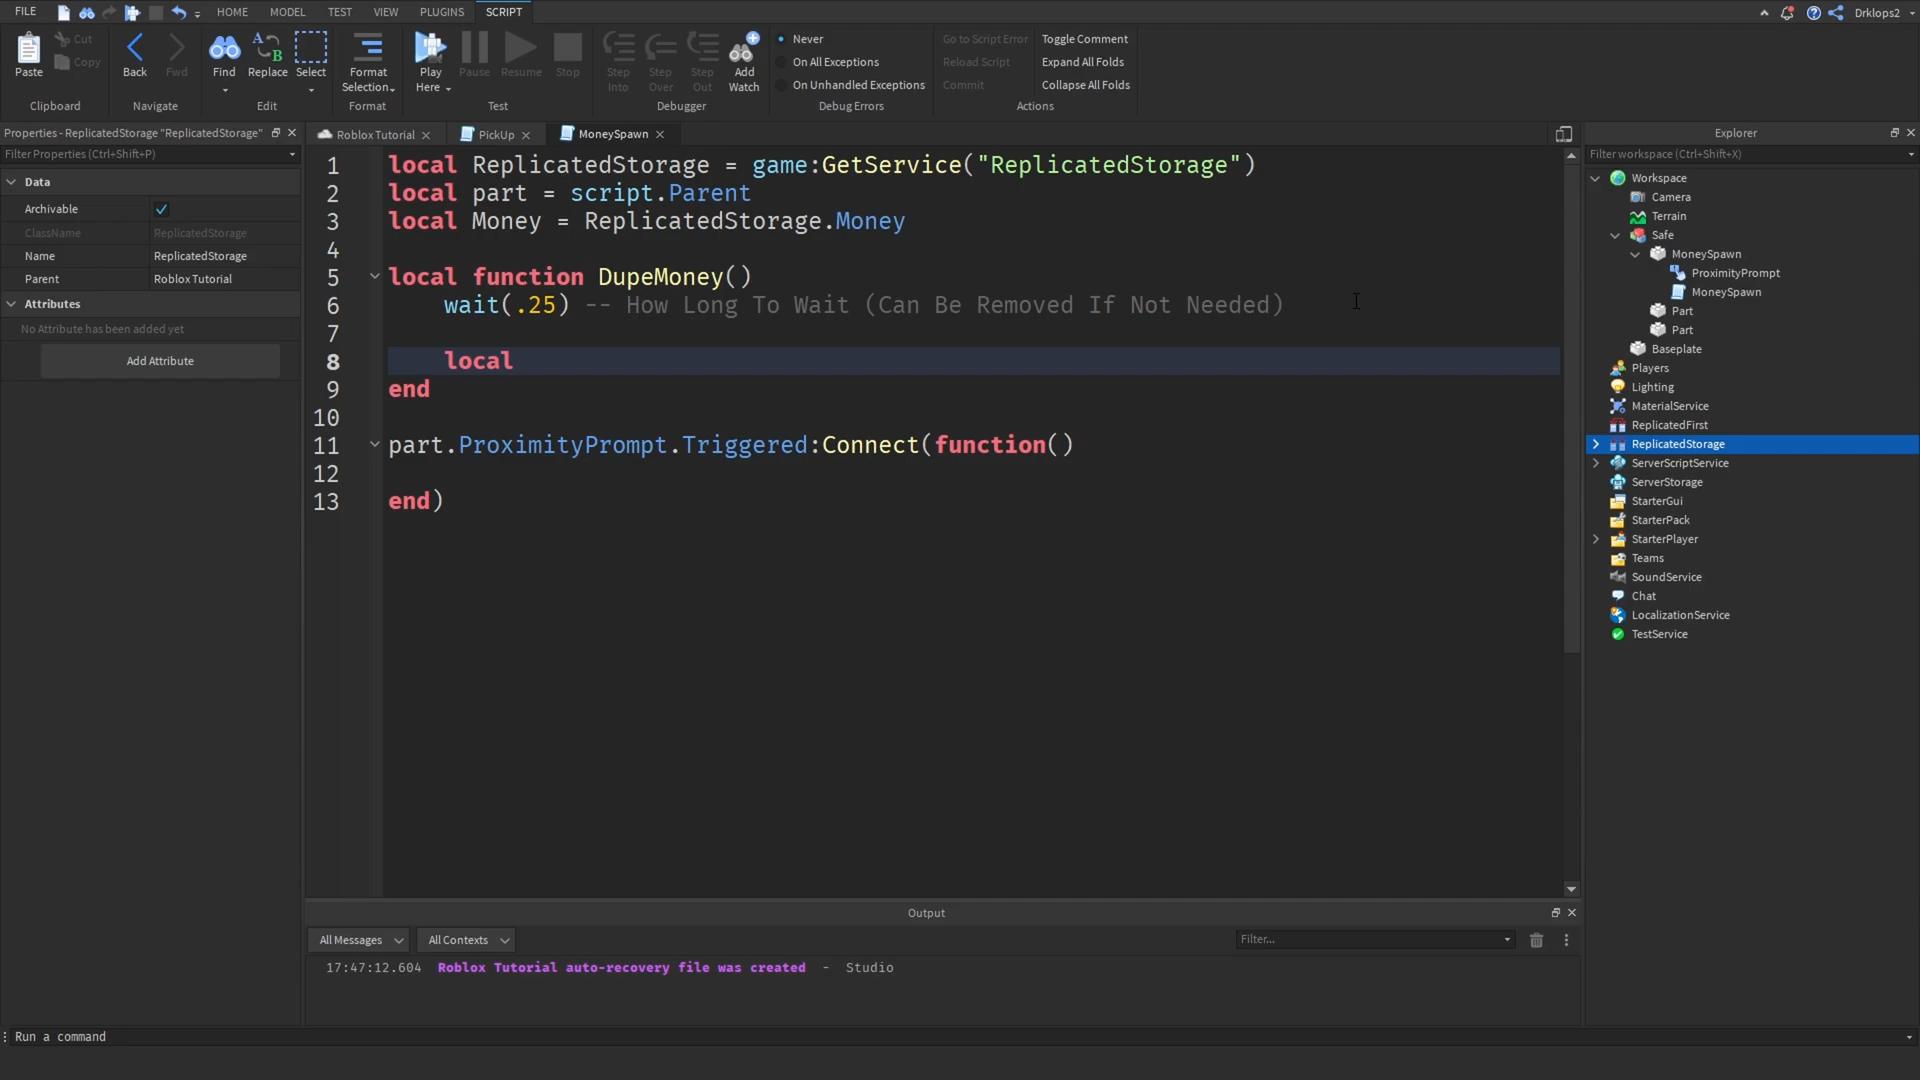 FILE
HOME MODEL TEST VIEW PLUGINS SCRIPT
Drklops2
Paste
Cut
Copy
Clipboard
Back
Fwd
Navigate
Find
Replace
Select
Edit
Format
Selection
Format
Play
Here
Pause
Resume
Stop
Test
Step
Into
Step
Over
Step
Out
Add
Watch
Debugger
Never
On All Exceptions
On Unhandled Exceptions
Debug Errors
Go to Script Error
Reload Script
Commit
Toggle Comment
Expand All Folds
Collapse All Folds
Actions
Properties - ReplicatedStorage "ReplicatedStorage"
Filter Properties (Ctrl+Shift+P)
Data
Archivable
ClassName ReplicatedStorage
Name ReplicatedStorage
Parent Roblox Tutorial
Attributes
No Attribute has been added yet
Add Attribute
Roblox Tutorial
PickUp
MoneySpawn
1 local ReplicatedStorage = game:GetService("ReplicatedStorage")
2 local part = script.Parent
3 local Money = ReplicatedStorage.Money
4
5 local function DupeMoney()
6 wait(.25) -- How Long To Wait (Can Be Removed If Not Needed)
7
8 local
9 end
10
11 part.ProximityPrompt.Triggered:Connect(function()
12
13 end)
Output
All Messages
All Contexts
Filter...
17:47:12.604 Roblox Tutorial auto-recovery file was created - Studio
Run a command
Explorer
Filter workspace (Ctrl+Shift+X)
Workspace
Camera
Terrain
Safe
MoneySpawn
ProximityPrompt
MoneySpawn
Part
Part
Baseplate
Players
Lighting
MaterialService
ReplicatedFirst
ReplicatedStorage
ServerScriptService
ServerStorage
StarterGui
StarterPack
StarterPlayer
Teams
SoundService
Chat
LocalizationService
TestService